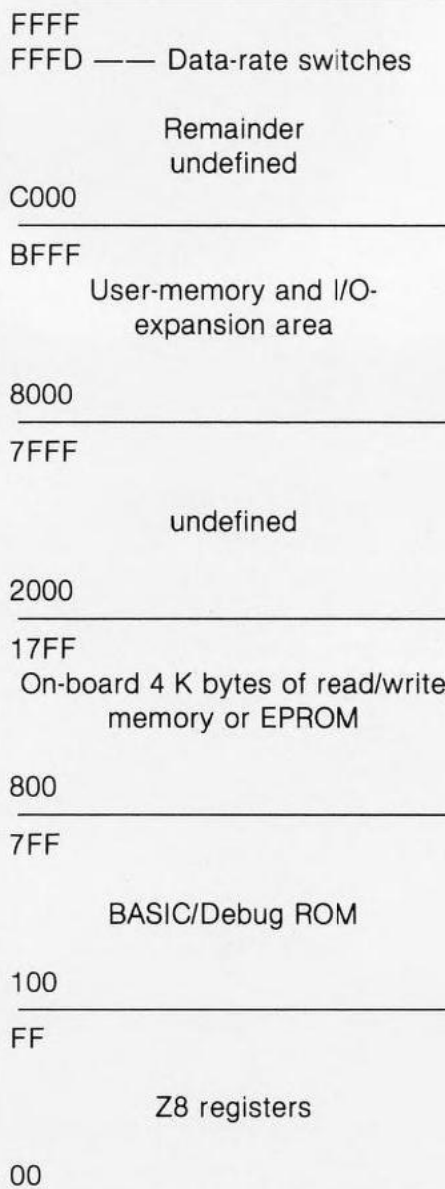 FFFF
FFFD —— Data-rate switches
Remainder
undefined
C000
BFFF
User-memory and I/O-
expansion area
8000
7FFF
undefined
2000
17FF
On-board 4 K bytes of read/write
memory or EPROM
800
7FF
BASIC/Debug ROM
100
FF
Z8 registers
00